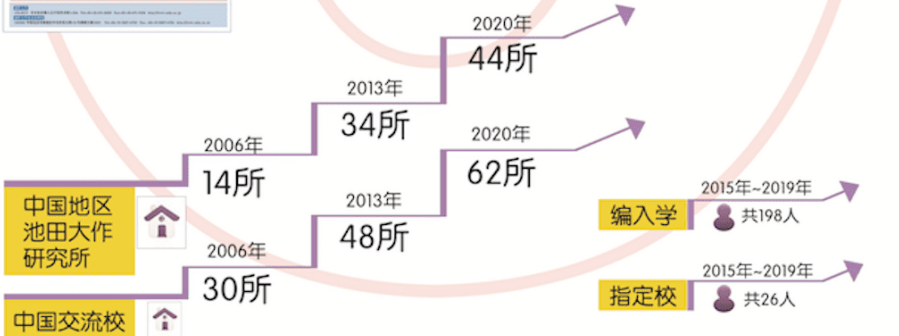 2020年
44所
2013年
34所
2006年
14所
中国地区
池田大作
研究所
2020年
62所
2013年
48所
2006年
30所
中国交流校
2015年~2019年
编入学
共198人
2015年~2019年
指定校
共26人